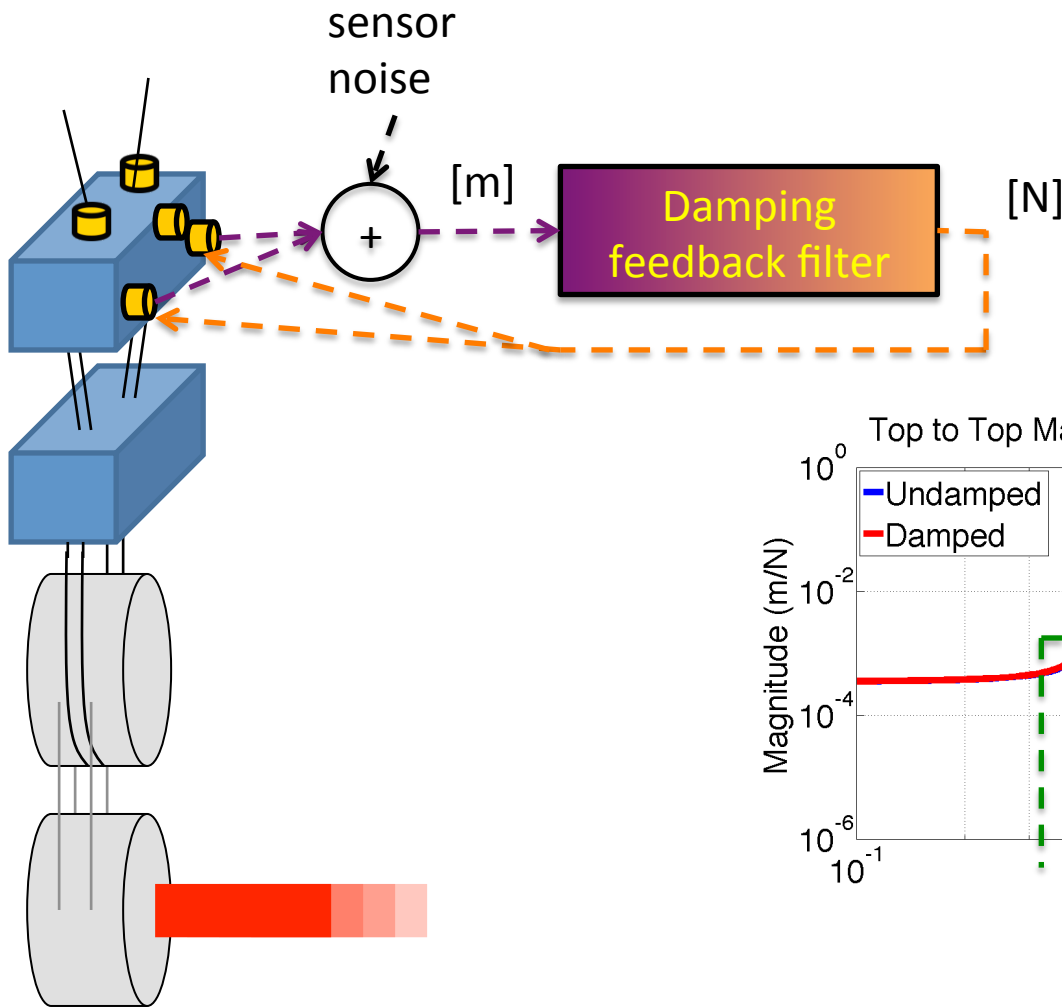 sensor
noise
[m]
[N]
+
Damping
feedback filter
Top to Top Ma
Undamped
Damped
Magnitude (m/N)
10^0
10^-2
10^-4
10^-6
10^-1